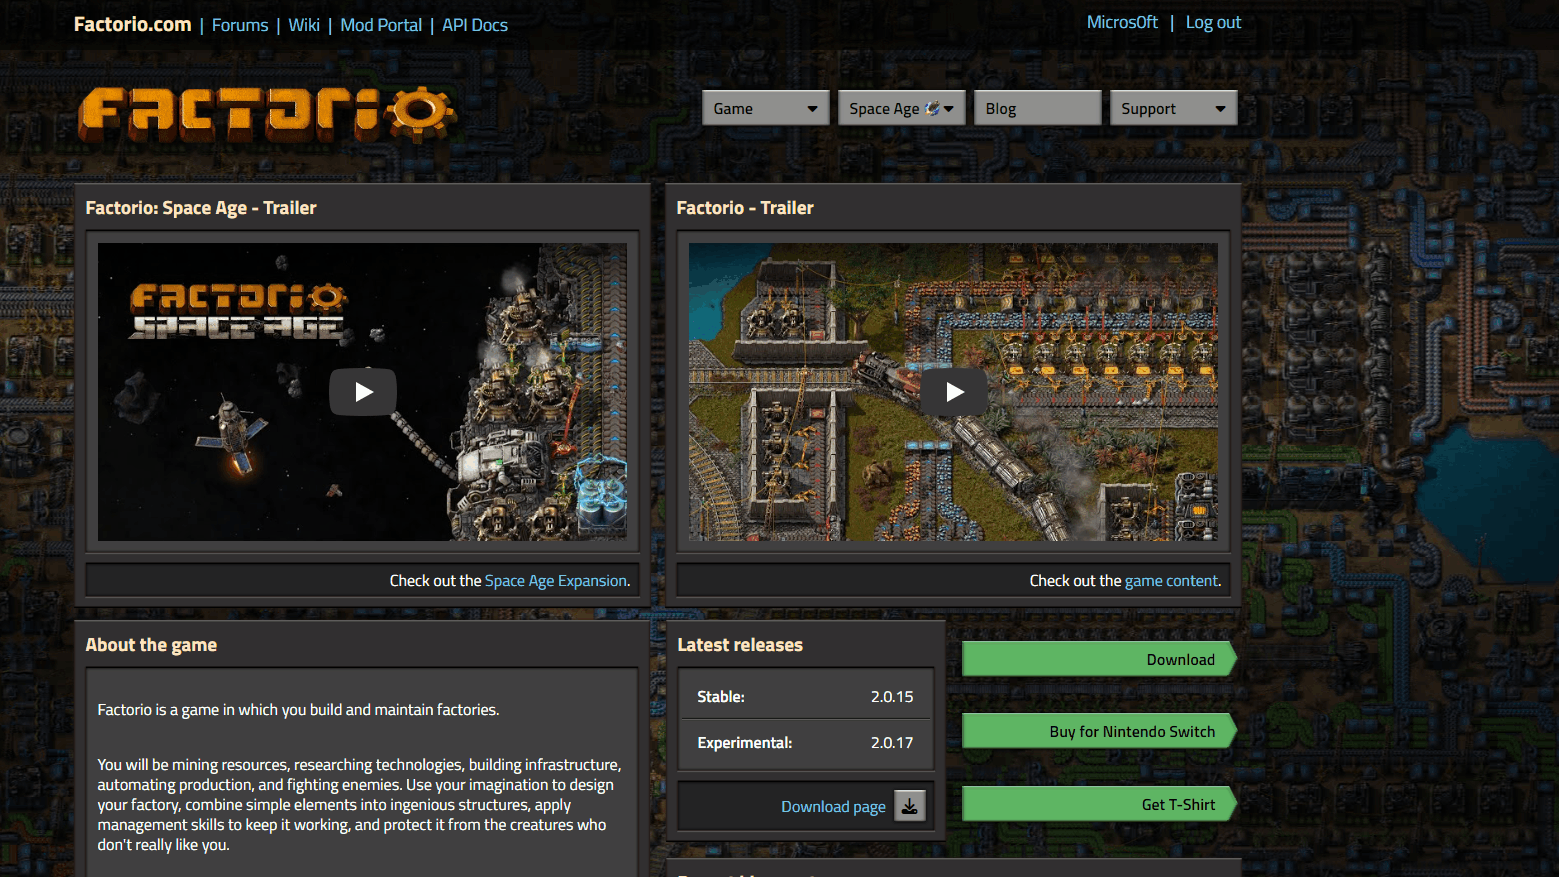 Factorio.com | Forums | Wiki | Mod Portal | API Docs
Micros0ft | Log out
FACTORIO
Game
Space Age
Blog
Support
Factorio: Space Age - Trailer
FACTORIO
SPACE AGE
Check out the Space Age Expansion.
Factorio - Trailer
Check out the game content.
About the game
Factorio is a game in which you build and maintain factories.
You will be mining resources, researching technologies, building infrastructure,
automating production, and fighting enemies. Use your imagination to design
your factory, combine simple elements into ingenious structures, apply
management skills to keep it working, and protect it from the creatures who
don't really like you.
Latest releases
Stable: 2.0.15
Experimental: 2.0.17
Download page
Download
Buy for Nintendo Switch
Get T-Shirt